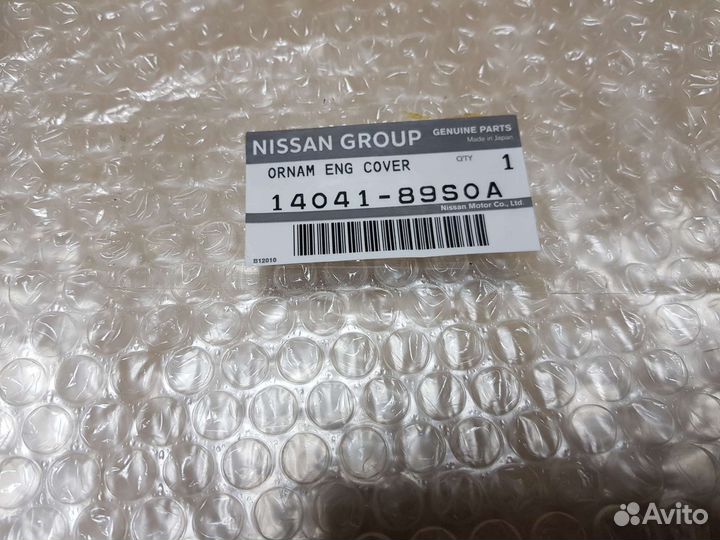 NISSAN GROUP GENUINE PARTS
Made in Japan
ORNAM ENG COVER Q'TY 1
14041-89S0A
Nissan Motor Co., Ltd.
B12010
Avito